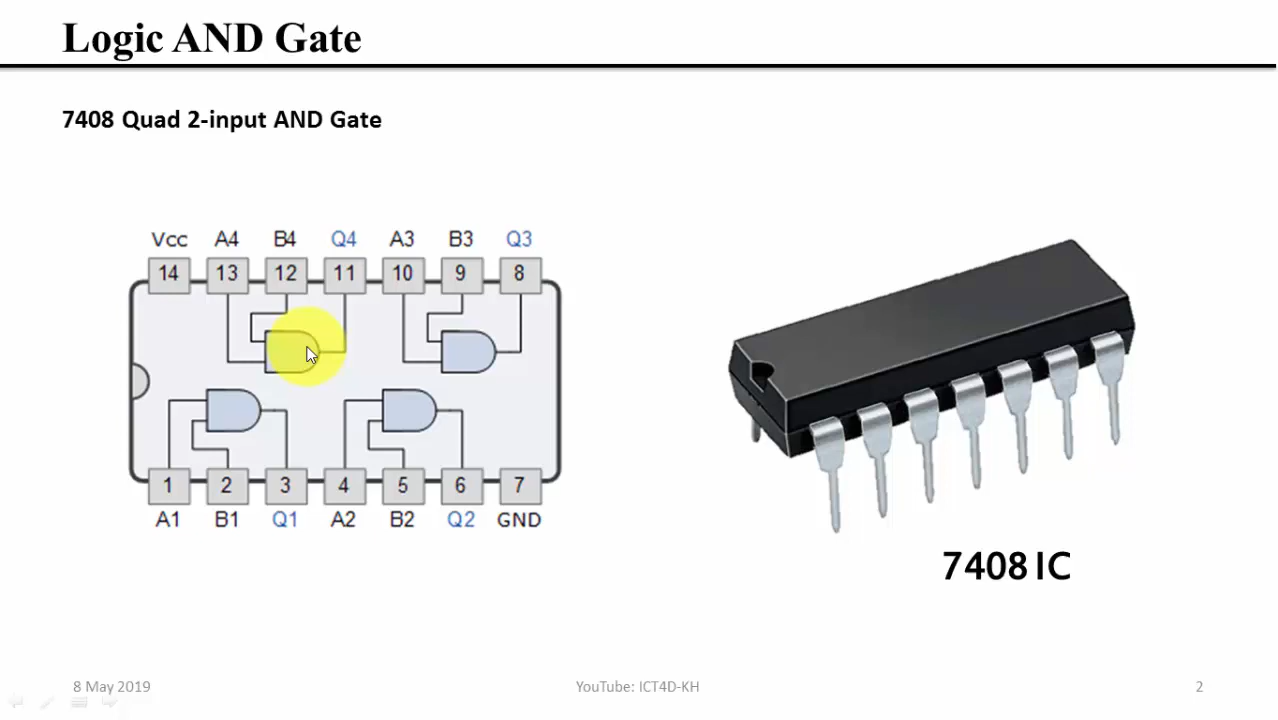 Logic AND Gate
7408 Quad 2-input AND Gate
Vcc A4 B4 Q4 A3 B3 Q3
14 13 12 11 10 9 8
1 2 3 4 5 6 7
A1 B1 Q1 A2 B2 Q2 GND
7408 IC
8 May 2019 YouTube: ICT4D-KH 2